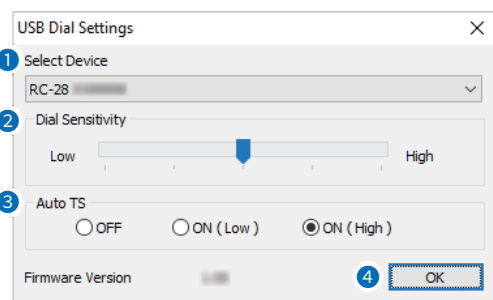 USB Dial Settings
1 Select Device
RC-28
2 Dial Sensitivity
Low High
3 Auto TS
OFF ON ( Low ) ON ( High )
Firmware Version 4 OK